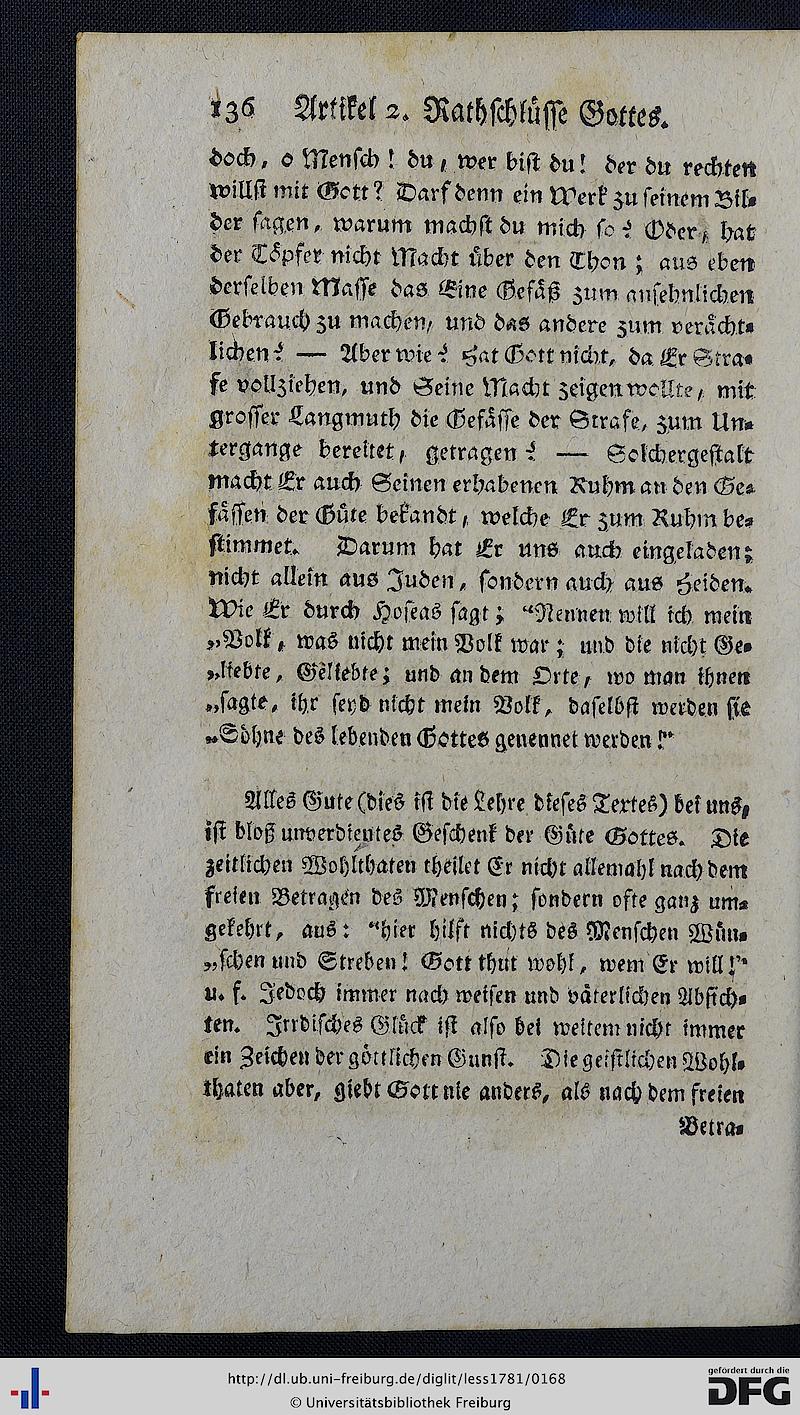 136 Artikel 2. Rathschlüsse Gottes.
doch, o Mensch! du, wer bist du! der du rechten
willst mit Gott? Darf denn ein Werk zu seinem Bil-
der sagen, warum machst du mich so? Oder, hat
der Töpfer nicht Macht über den Thon; aus eben
derselben Masse das Eine Gefäß zum ansehnlichen
Gebrauch zu machen, und das andere zum verächt-
lichen? — Aber wie? Hat Gott nicht, da Er Stra-
fe vollziehen, und Seine Macht zeigen wollte, mit
grosser Langmuth die Gefässe der Strafe, zum Un-
tergange bereitet, getragen? — Solchergestalt
macht Er auch Seinen erhabenen Ruhm an den Ge-
fässen der Güte bekandt, welche Er zum Ruhm be-
stimmet. Darum hat Er uns auch eingeladen;
nicht allein aus Juden, sondern auch aus Heiden.
Wie Er durch Hoseas sagt; “Nennen will ich mein
„Volk, was nicht mein Volk war; und die nicht Ge-
„liebte, Geliebte; und an dem Orte, wo man ihnen
„sagte, ihr seyd nicht mein Volk, daselbst werden sie
„Söhne des lebenden Gottes genennet werden!“
Alles Gute (dies ist die Lehre dieses Textes) bei uns,
ist bloß unverdientes Geschenk der Güte Gottes. Die
zeitlichen Wohlthaten theilet Er nicht allemahl nach dem
freien Betragen des Menschen; sondern ofte ganz um-
gekehrt, aus: “hier hilft nichts des Menschen Wün-
„schen und Streben! Gott thut wohl, wem Er will!“
u. f. Jedoch immer nach weisen und väterlichen Absich-
ten. Irrdisches Glück ist also bei weitem nicht immer
ein Zeichen der göttlichen Gunst. Die geistlichen Wohl-
thaten aber, giebt Gott nie anders, als nach dem freien
Betra-
http://dl.ub.uni-freiburg.de/diglit/less1781/0168
© Universitätsbibliothek Freiburg
gefördert durch die
DFG